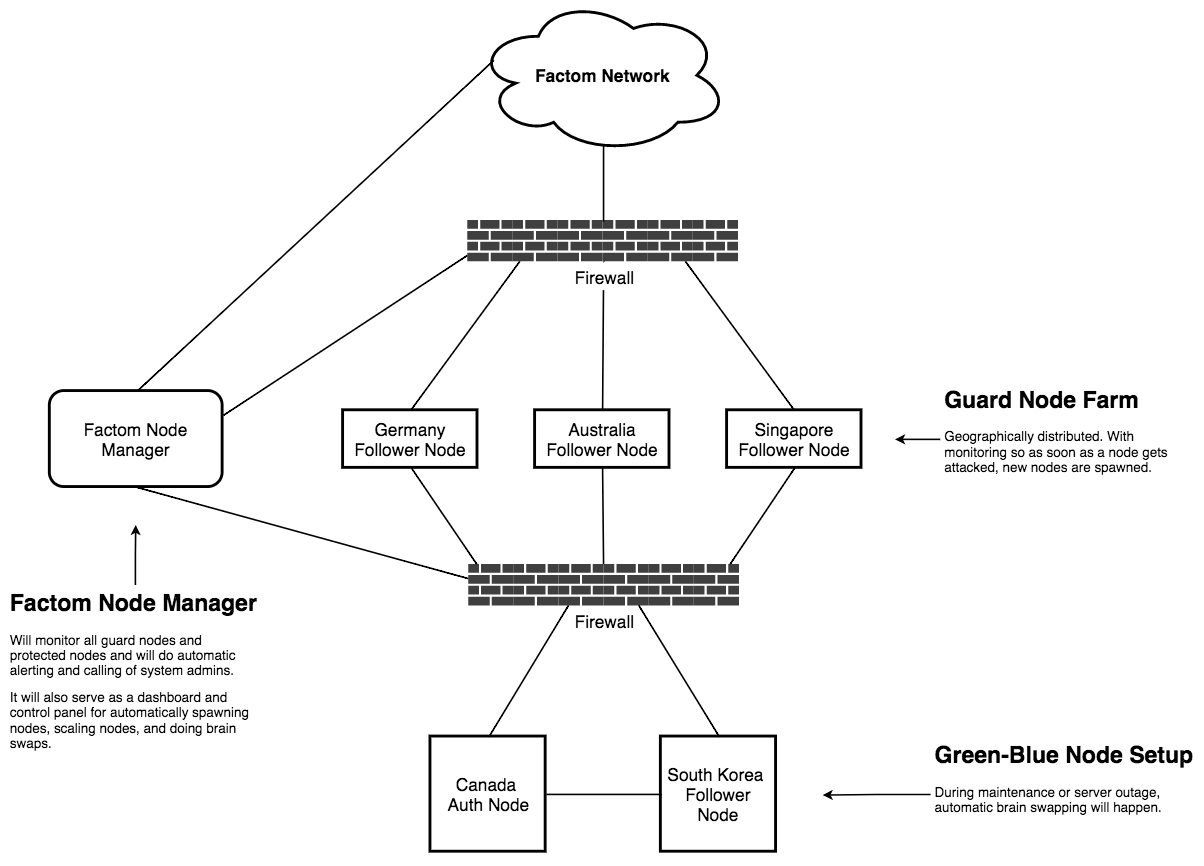 Factom Network
Firewall
Factom Node
Manager
Germany
Follower Node
Australia
Follower Node
Singapore
Follower Node
Guard Node Farm
Geographically distributed. With
monitoring so as soon as a node gets
attacked, new nodes are spawned.
Factom Node Manager
Will monitor all guard nodes and
protected nodes and will do automatic
alerting and calling of system admins.
It will also serve as a dashboard and
control panel for automatically spawning
nodes, scaling nodes, and doing brain
swaps.
Firewall
Canada
Auth Node
South Korea
Follower
Node
Green-Blue Node Setup
During maintenance or server outage,
automatic brain swapping will happen.